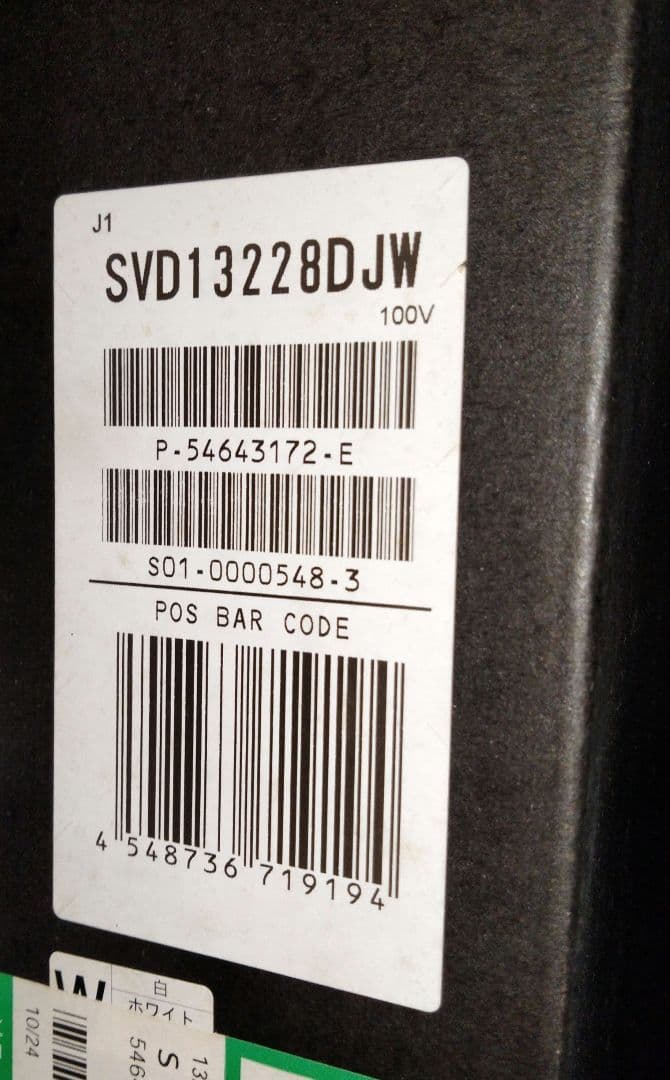 J1
SVD13228DJW
100V
P-54643172-E
S01-0000548-3
POS BAR CODE
4 548736 719194
W 白
ホワイト
10/24
S